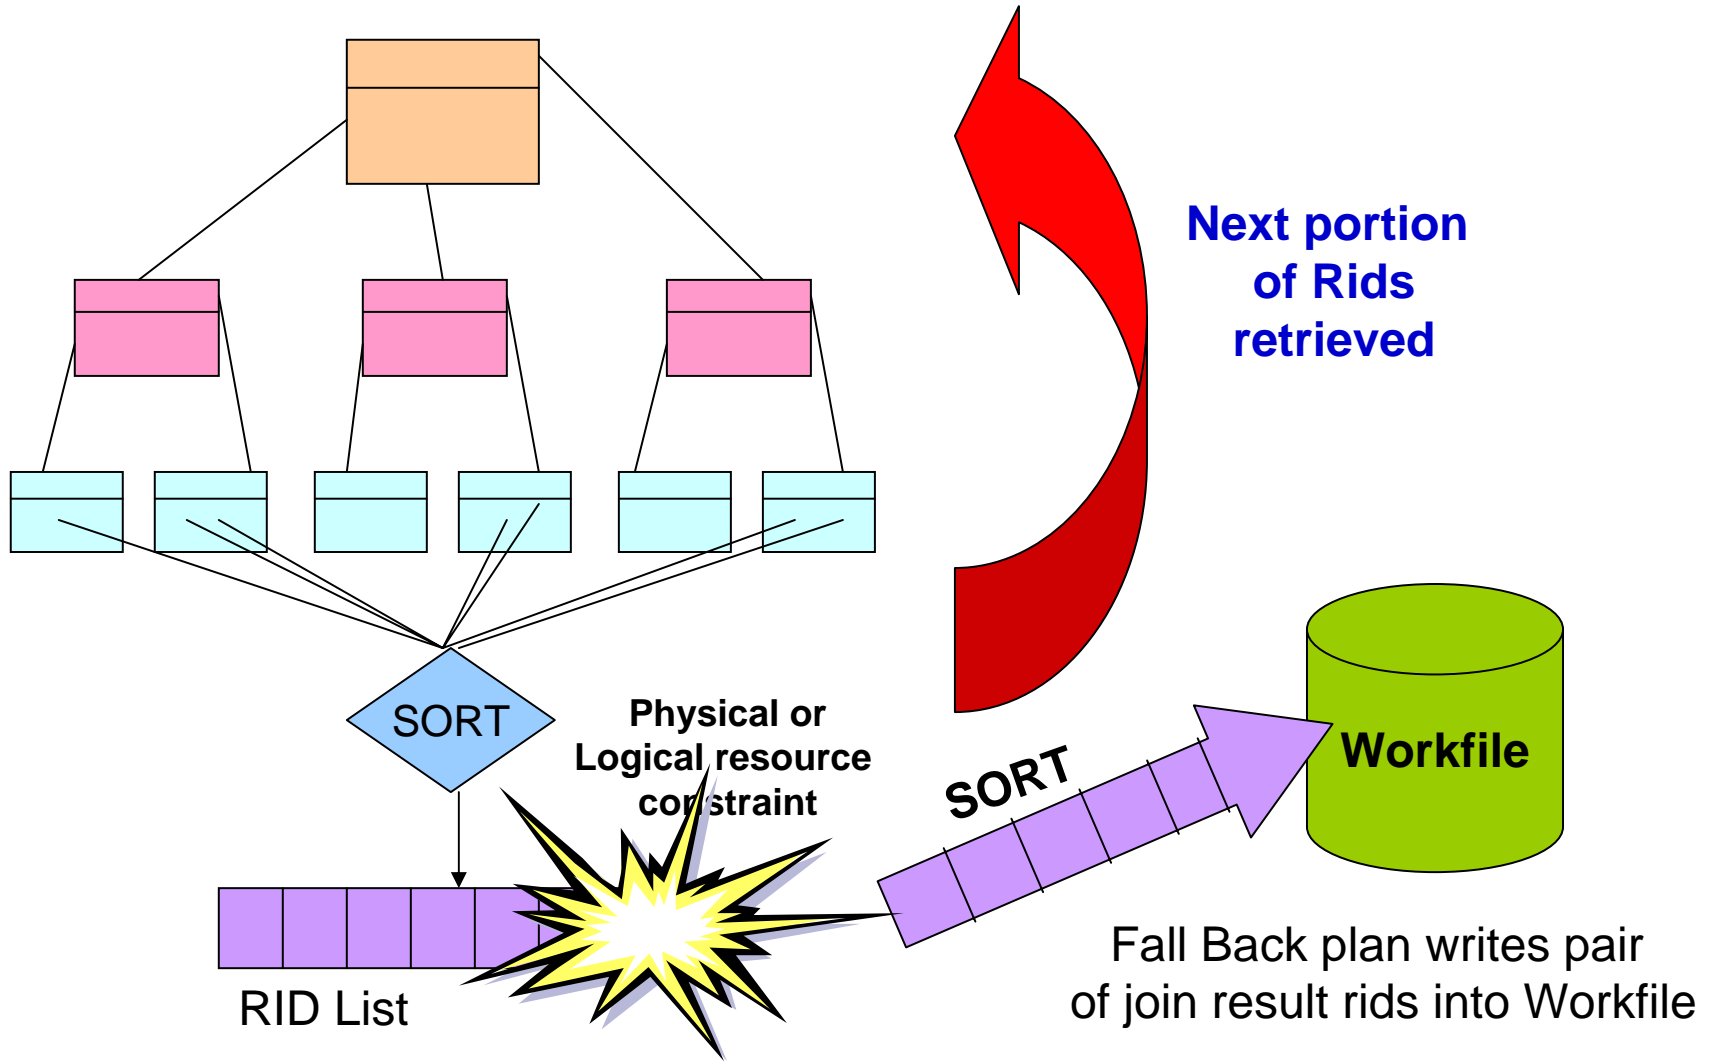 Next portion
of Rids
retrieved
SORT
Physical or
Logical resource
constraint
SORT
Workfile
RID List
Fall Back plan writes pair
of join result rids into Workfile